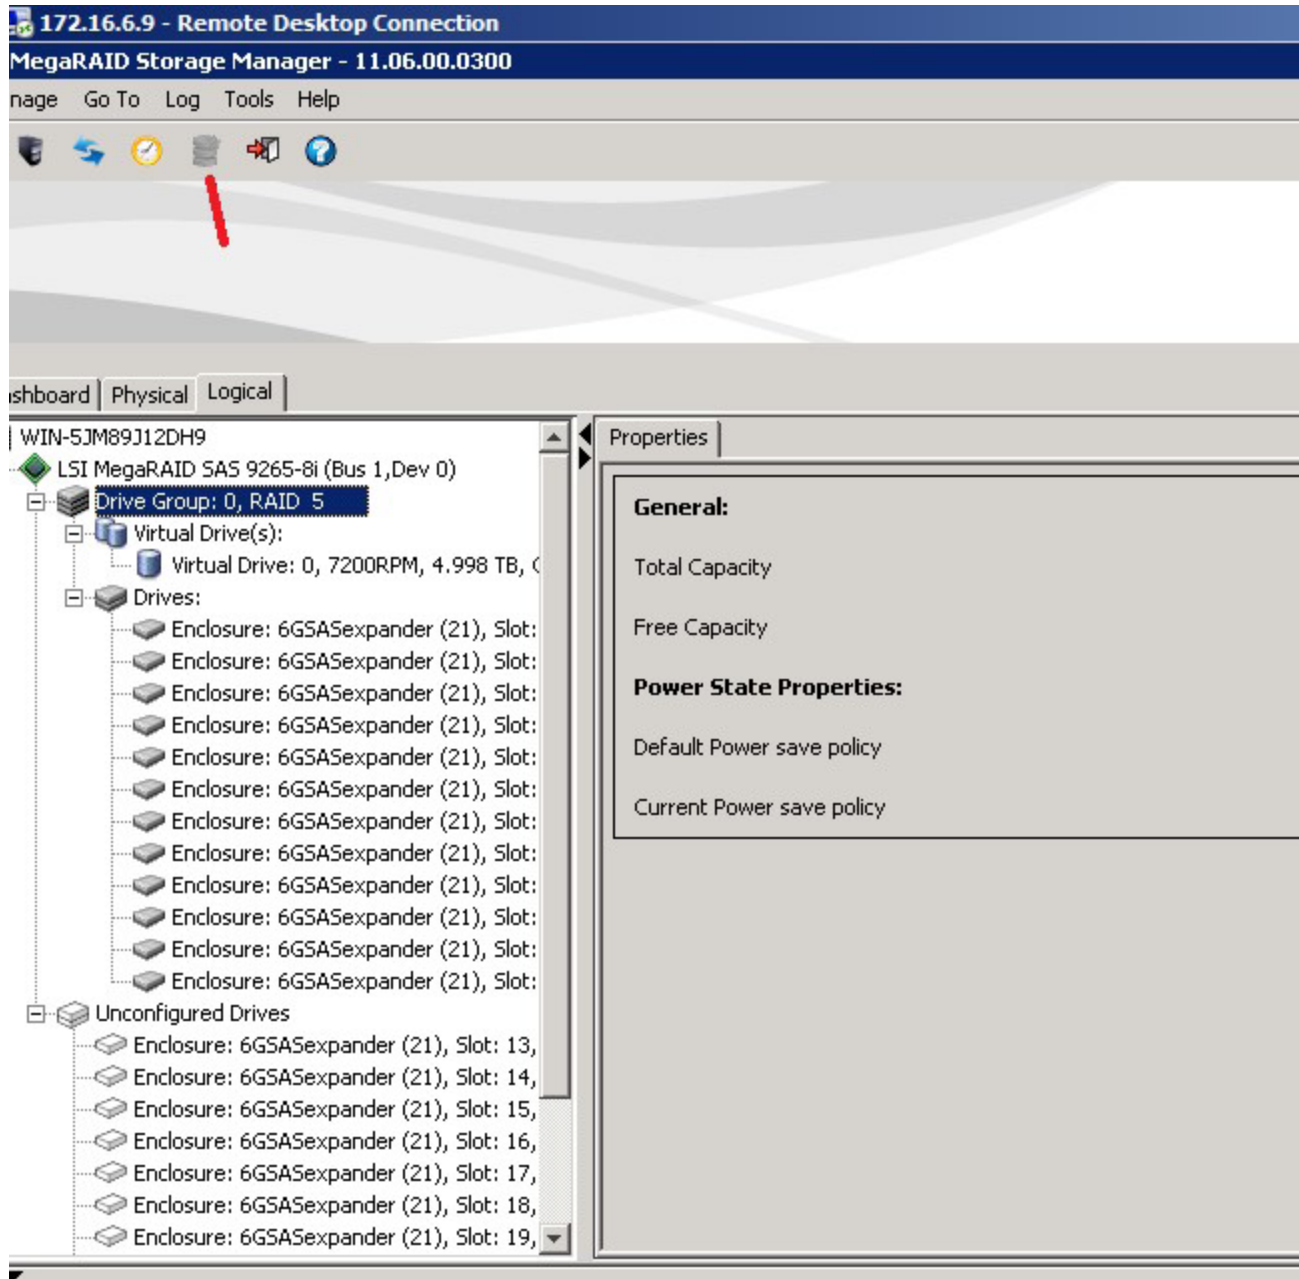 172.16.6.9 - Remote Desktop Connection
MegaRAID Storage Manager - 11.06.00.0300
nage Go To Log Tools Help
shboard Physical Logical
WIN-5JM89J12DH9
LSI MegaRAID SAS 9265-8i (Bus 1,Dev 0)
Drive Group: 0, RAID 5
Virtual Drive(s):
Virtual Drive: 0, 7200RPM, 4.998 TB,
Drives:
Enclosure: 6GSASexpander (21), Slot:
Enclosure: 6GSASexpander (21), Slot:
Enclosure: 6GSASexpander (21), Slot:
Enclosure: 6GSASexpander (21), Slot:
Enclosure: 6GSASexpander (21), Slot:
Enclosure: 6GSASexpander (21), Slot:
Enclosure: 6GSASexpander (21), Slot:
Enclosure: 6GSASexpander (21), Slot:
Enclosure: 6GSASexpander (21), Slot:
Enclosure: 6GSASexpander (21), Slot:
Enclosure: 6GSASexpander (21), Slot:
Enclosure: 6GSASexpander (21), Slot:
Unconfigured Drives
Enclosure: 6GSASexpander (21), Slot: 13,
Enclosure: 6GSASexpander (21), Slot: 14,
Enclosure: 6GSASexpander (21), Slot: 15,
Enclosure: 6GSASexpander (21), Slot: 16,
Enclosure: 6GSASexpander (21), Slot: 17,
Enclosure: 6GSASexpander (21), Slot: 18,
Enclosure: 6GSASexpander (21), Slot: 19,
Properties
General:
Total Capacity
Free Capacity
Power State Properties:
Default Power save policy
Current Power save policy